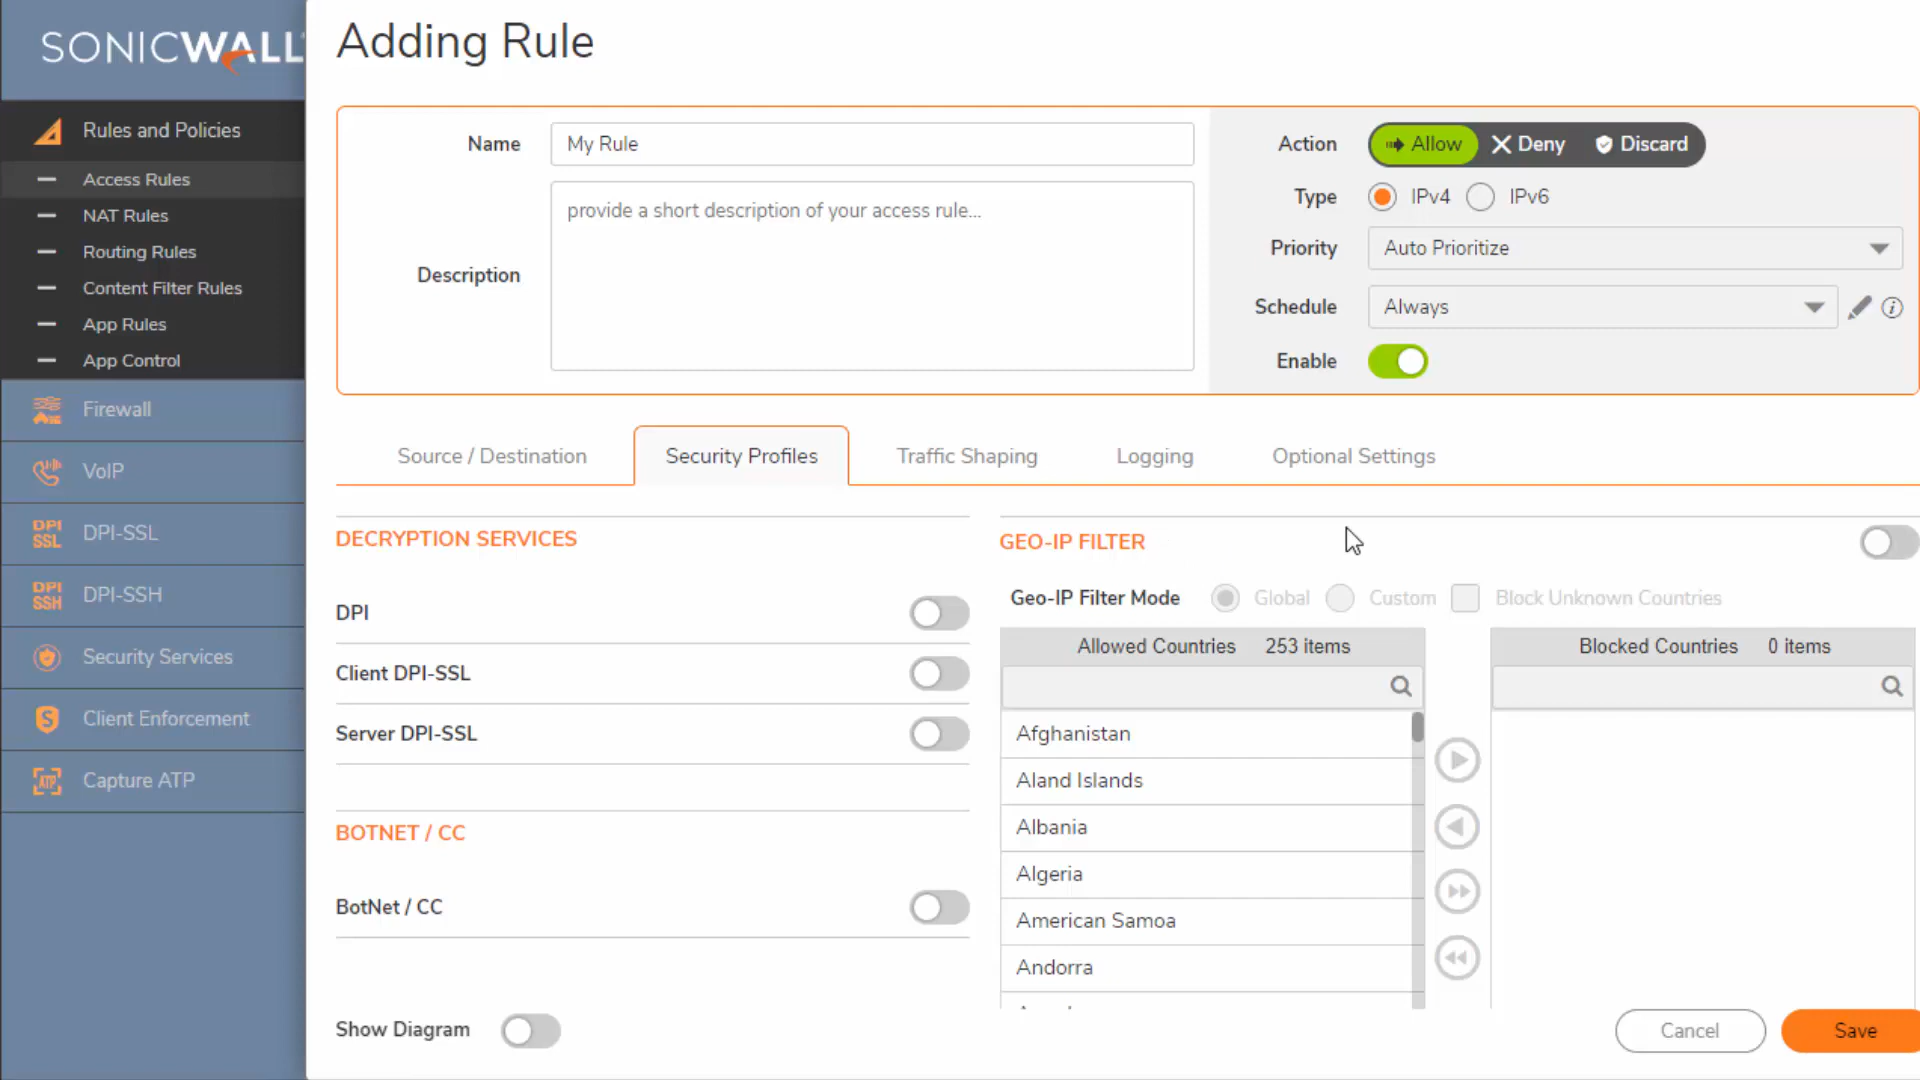 SONICWALL
Rules and Policies
Access Rules
NAT Rules
Routing Rules
Content Filter Rules
App Rules
App Control
Firewall
VoIP
DPI SSL
DPI-SSL
DPI SSH
DPI-SSH
Security Services
Client Enforcement
ATP
Capture ATP
Adding Rule
Name
My Rule
Description
provide a short description of your access rule...
Action
Allow
Deny
Discard
Type
IPv4
IPv6
Priority
Auto Prioritize
Schedule
Always
Enable
Source / Destination
Security Profiles
Traffic Shaping
Logging
Optional Settings
DECRYPTION SERVICES
DPI
Client DPI-SSL
Server DPI-SSL
BOTNET / CC
BotNet / CC
GEO-IP FILTER
Geo-IP Filter Mode
Global
Custom
Block Unknown Countries
Allowed Countries 253 items
Afghanistan
Aland Islands
Albania
Algeria
American Samoa
Andorra
Blocked Countries 0 items
Show Diagram
Cancel
Save